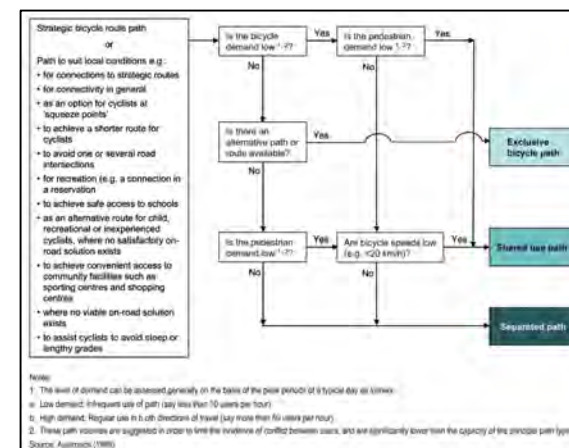 Strategic bicycle route path
or
Path to suit local conditions e.g.:
• for connections to strategic routes
• for connectivity in general
• as an option for cyclists at
'squeeze points'
• to achieve a shorter route for
cyclists
• to avoid one or several road
intersections
• for recreation (e.g. a connection in
a reservation
• to achieve safe access to schools
• as an alternative route for child,
recreational or inexperienced
cyclists, where no satisfactory on-
road solution exists
• to achieve convenient access to
community facilities such as
sporting centres and shopping
centres
• where no viable on-road solution
exists
• to assist cyclists to avoid steep or
lengthy grades
Is the bicycle
demand low
Yes
Is the pedestrian
demand low
Yes
No
No
Is there an
alternative path or
route available?
Yes
Exclusive
bicycle path
No
Is the pedestrian
demand low
Yes
Are bicycle speeds low
(e.g. <20 km/h)?
Yes
Shared use path
No
No
Separated path
Notes:
1. The level of demand can be assessed generally on the basis of the peak periods of a typical day as follows:
a. Low demand: Infrequent use of path (say less than 10 users per hour)
b. High demand: Regular use in both directions of travel (say more than 50 users per hour)
2. These path volumes are suggested in order to limit the incidence of conflict between users, and are significantly lower than the capacity of the principal path types
Source: Austroads